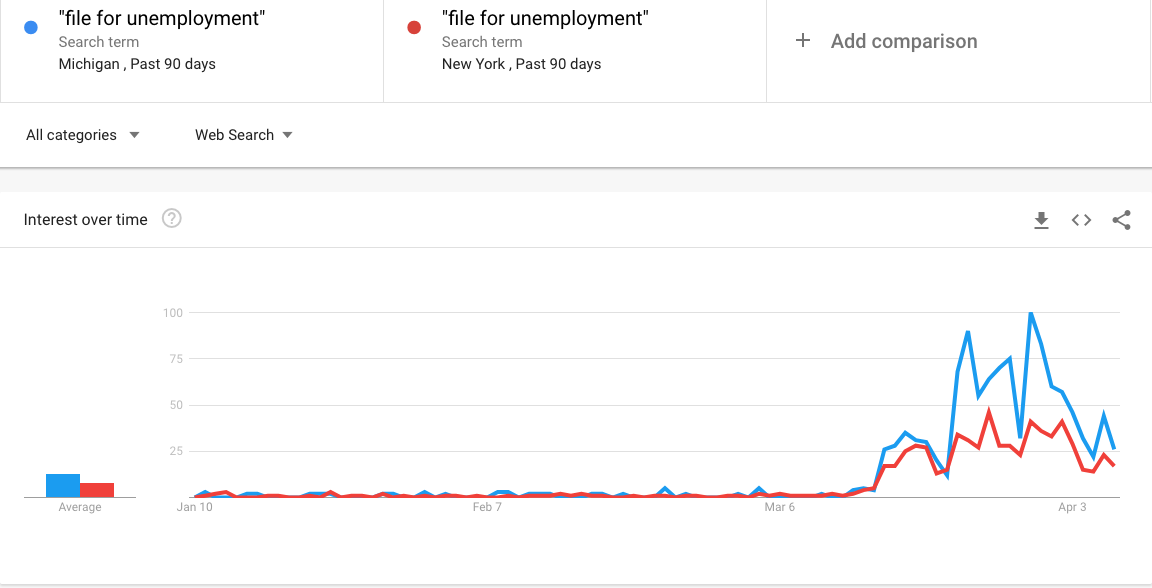 "file for unemployment"
Search term
Michigan , Past 90 days
"file for unemployment"
Search term
New York , Past 90 days
+ Add comparison
All categories
Web Search
Interest over time ?
100
75
50
25
Average
Jan 10
Feb 7
Mar 6
Apr 3